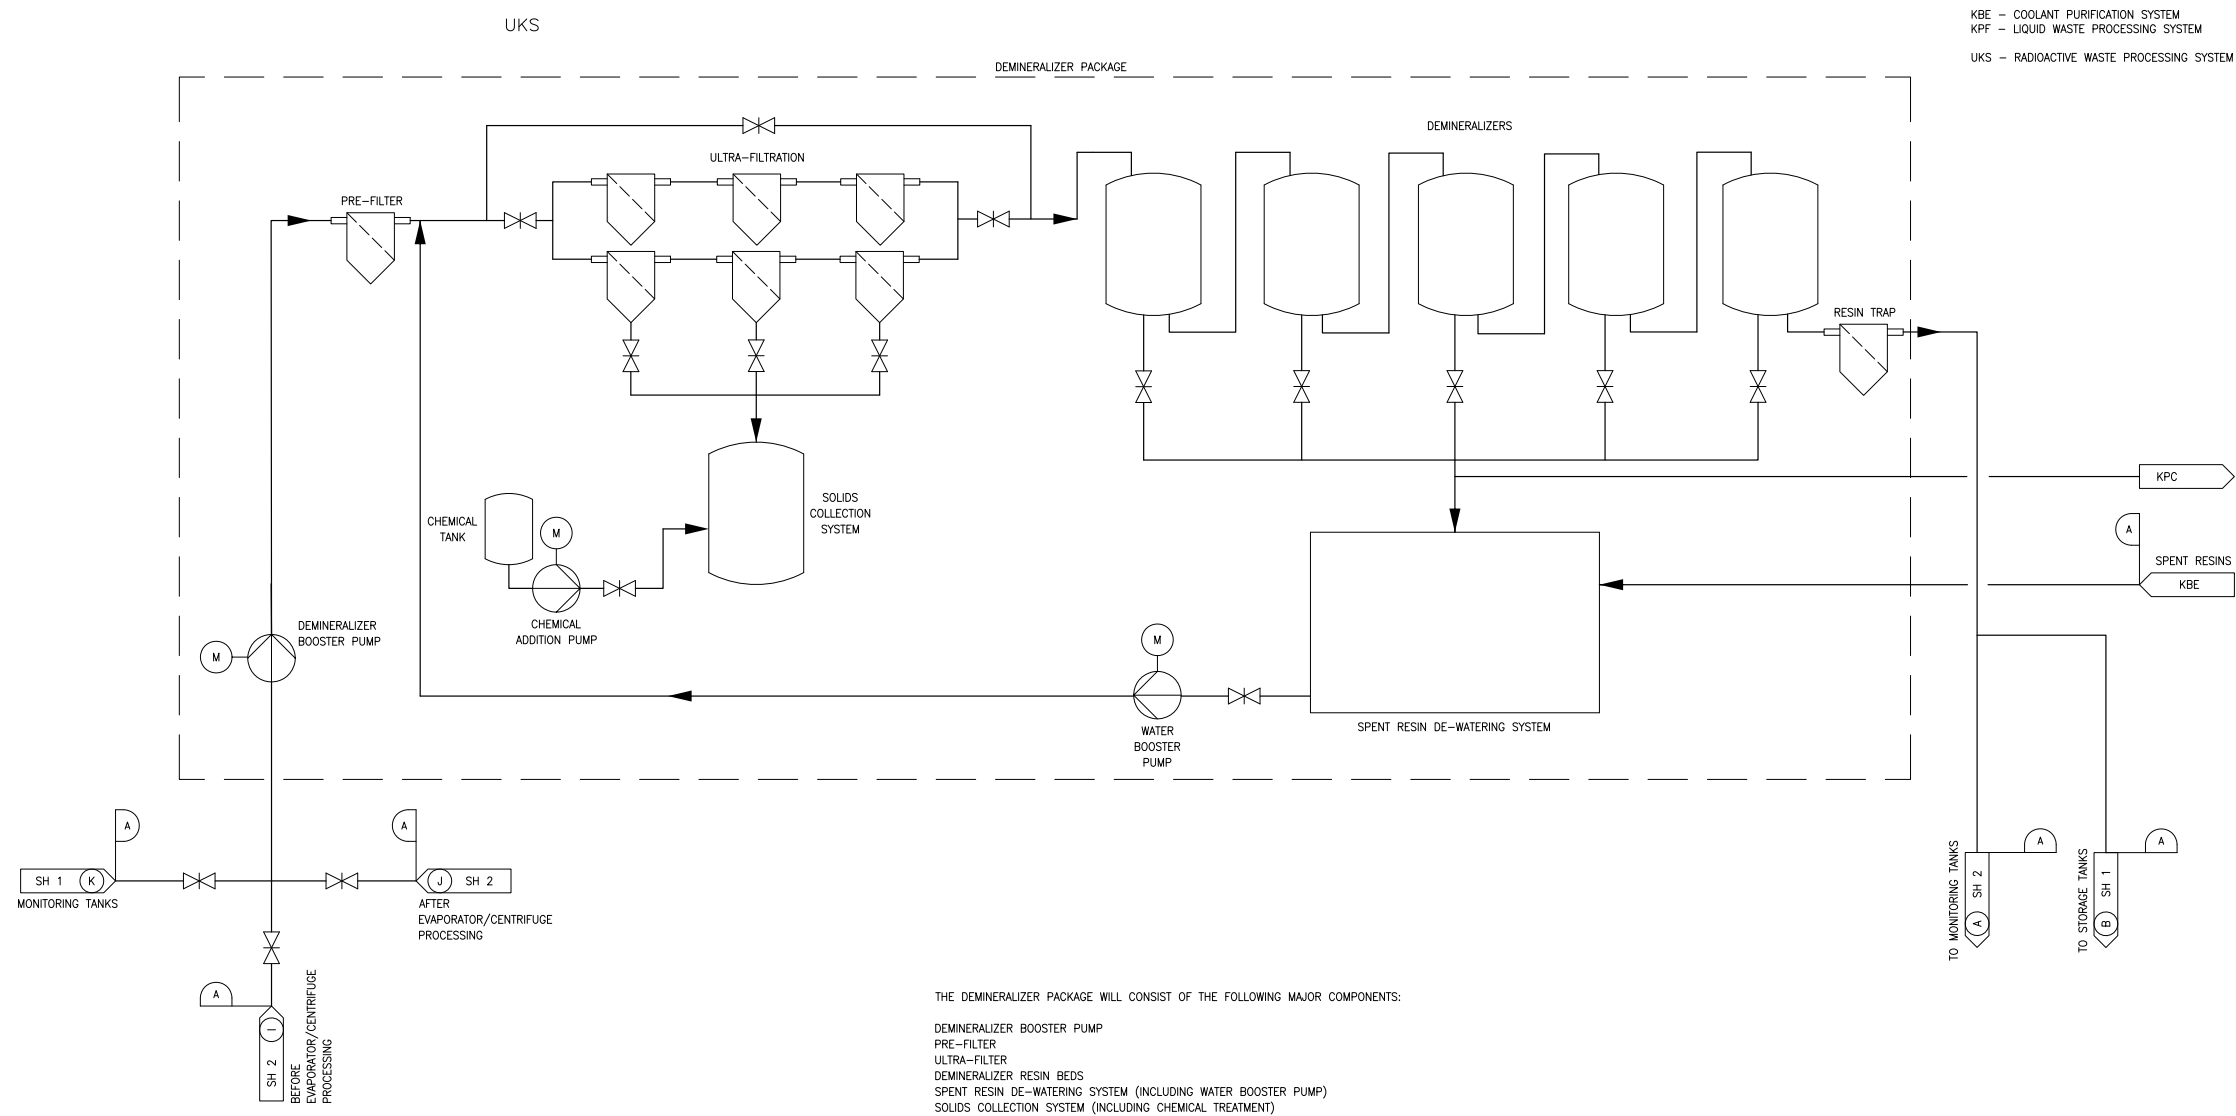 UKS
KBE – COOLANT PURIFICATION SYSTEM
KPF – LIQUID WASTE PROCESSING SYSTEM
UKS – RADIOACTIVE WASTE PROCESSING SYSTEM
DEMINERALIZER PACKAGE
DEMINERALIZERS
ULTRA–FILTRATION
PRE–FILTER
RESIN TRAP
KPC
A
SPENT RESINS
KBE
CHEMICAL
TANK
M
SOLIDS
COLLECTION
SYSTEM
CHEMICAL
ADDITION PUMP
M
DEMINERALIZER
BOOSTER PUMP
M
WATER
BOOSTER
PUMP
SPENT RESIN DE–WATERING SYSTEM
A
A
SH 1 K
MONITORING TANKS
J SH 2
AFTER
EVAPORATOR/CENTRIFUGE
PROCESSING
A
I
SH 2
BEFORE
EVAPORATOR/CENTRIFUGE
PROCESSING
A
SH 2
A
TO MONITORING TANKS
A
SH 1
B
TO STORAGE TANKS
THE DEMINERALIZER PACKAGE WILL CONSIST OF THE FOLLOWING MAJOR COMPONENTS:
DEMINERALIZER BOOSTER PUMP
PRE–FILTER
ULTRA–FILTER
DEMINERALIZER RESIN BEDS
SPENT RESIN DE–WATERING SYSTEM (INCLUDING WATER BOOSTER PUMP)
SOLIDS COLLECTION SYSTEM (INCLUDING CHEMICAL TREATMENT)